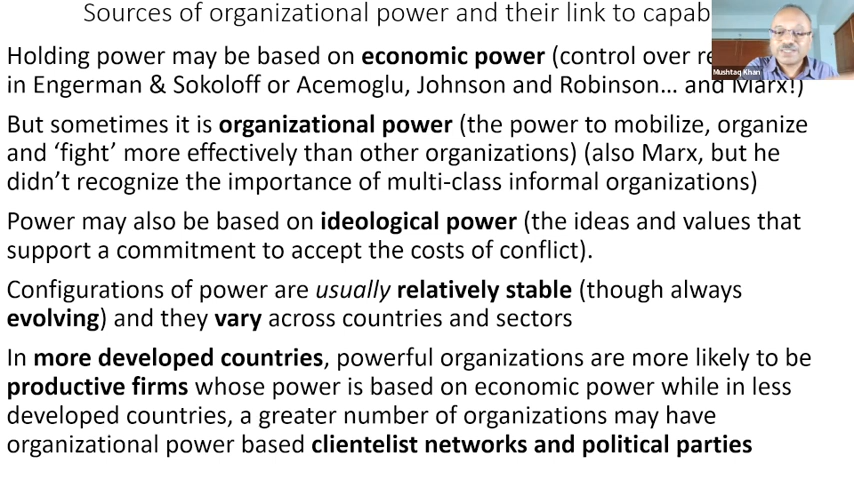 Sources of organizational power and their link to
Mushtaq Khan
Holding power may be based on economic power (control over
in Engerman & Sokoloff or Acemoglu, Johnson and Robinson... and Marx!)
But sometimes it is organizational power (the power to mobilize, organize
and ‘fight’ more effectively than other organizations) (also Marx, but he
didn’t recognize the importance of multi-class informal organizations)
Power may also be based on ideological power (the ideas and values that
support a commitment to accept the costs of conflict).
Configurations of power are usually relatively stable (though always
evolving) and they vary across countries and sectors
In more developed countries, powerful organizations are more likely to be
productive firms whose power is based on economic power while in less
developed countries, a greater number of organizations may have
organizational power based clientelist networks and political parties